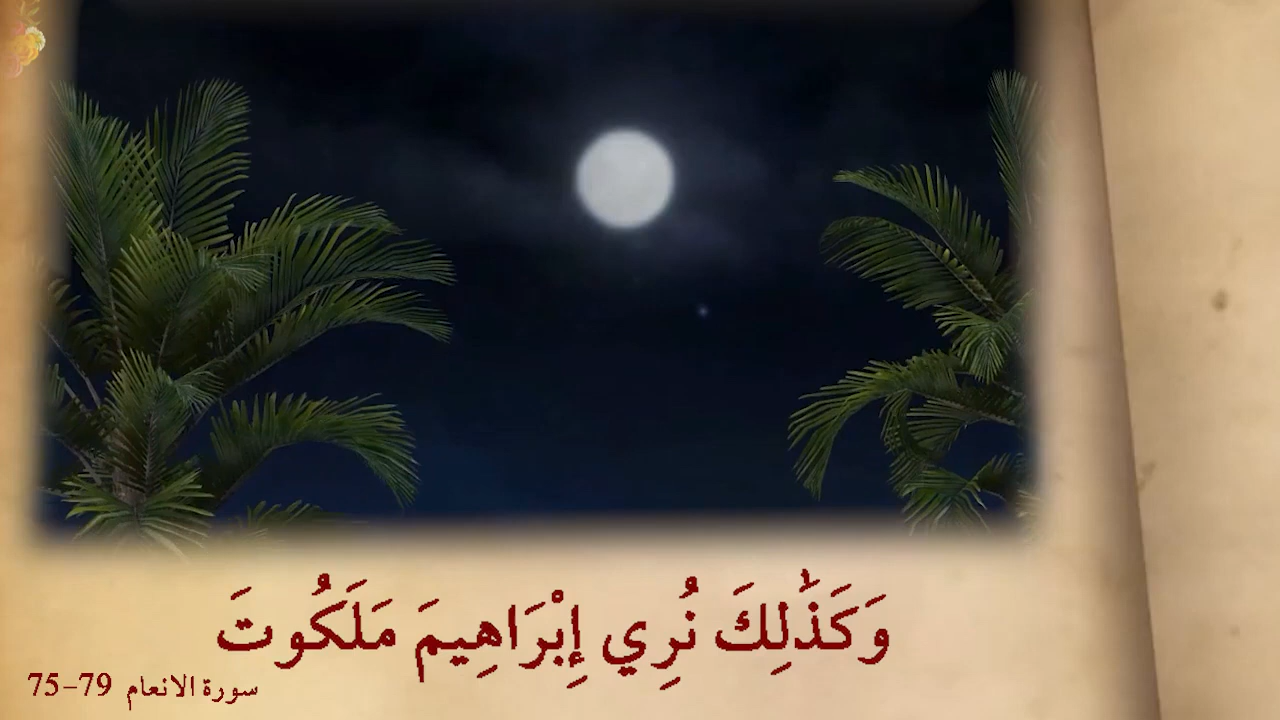 وَكَذَٰلِكَ نُرِي إِبْرَاهِيمَ مَلَكُوتَ
سورة الانعام 79-75